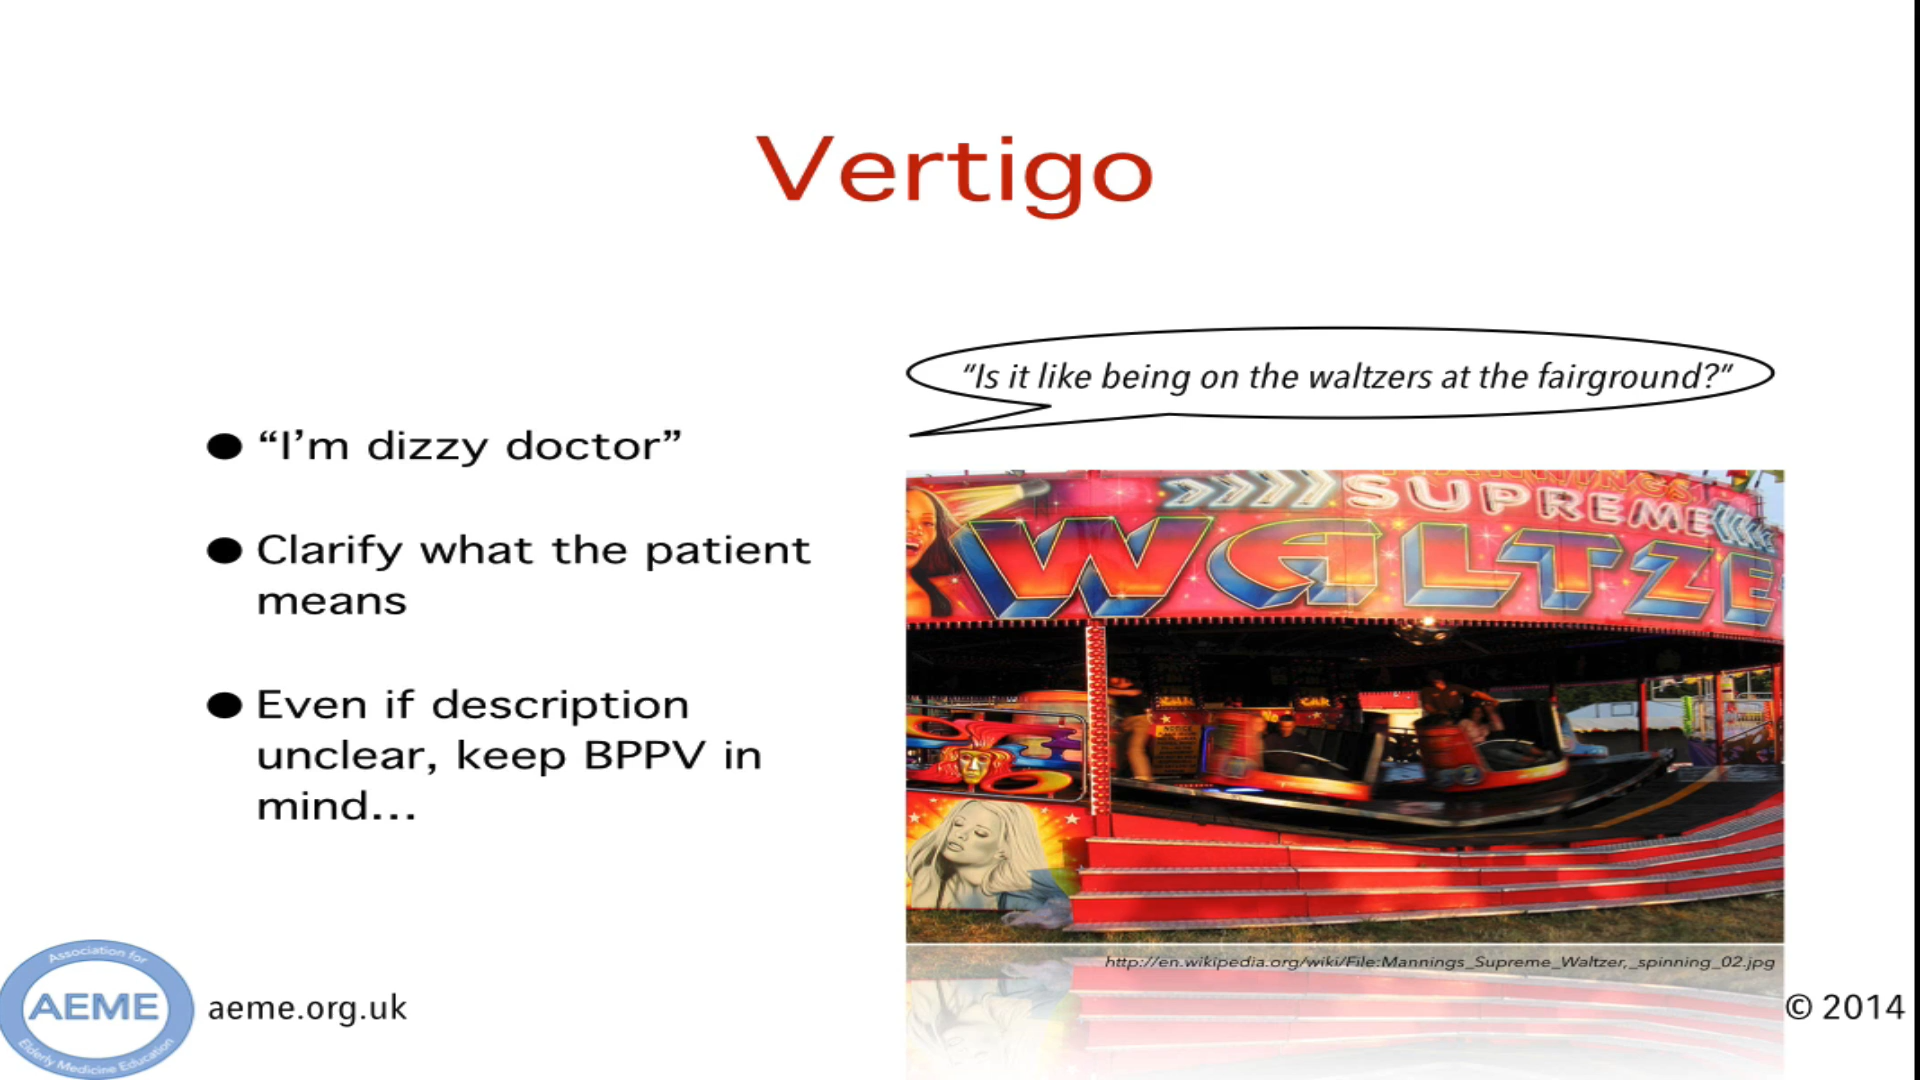 Vertigo
“Is it like being on the waltzers at the fairground?”
● “I’m dizzy doctor”
● Clarify what the patient
means
● Even if description
unclear, keep BPPV in
mind...
SUPREME
WALTZE
http://en.wikipedia.org/wiki/File:Mannings_Supreme_Waltzer,_spinning_02.jpg
Association for
AEME
Elderly Medicine Education
aeme.org.uk
© 2014